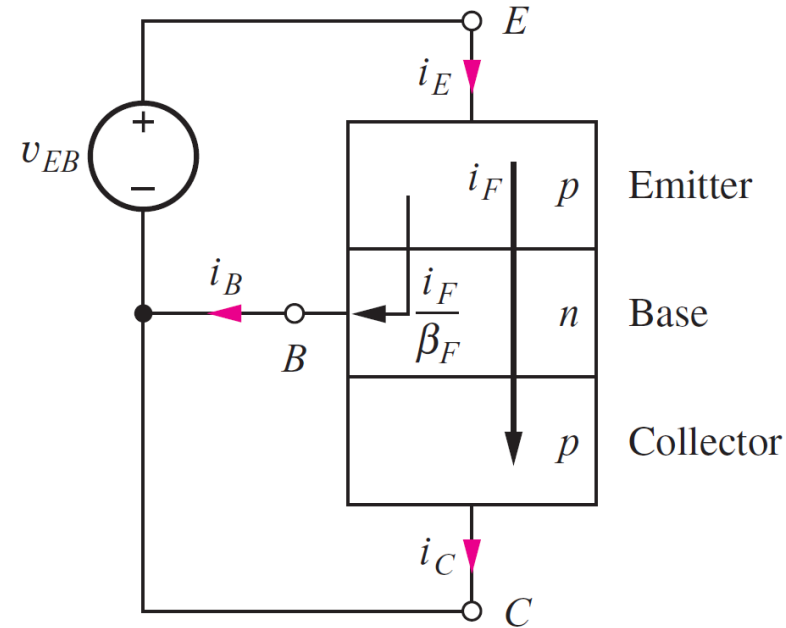 E
i_E
+
v_EB
−
i_F
p
Emitter
i_B
i_F
β_F
n
Base
B
p
Collector
i_C
C